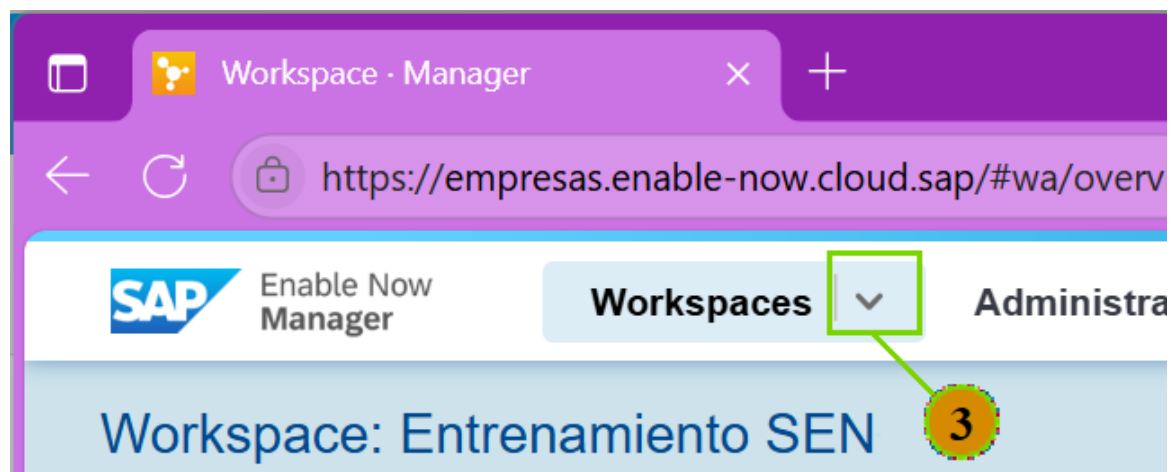 Workspace · Manager
https://empresas.enable-now.cloud.sap/#wa/overv
SAP Enable Now
Manager
Workspaces
Administra
Workspace: Entrenamiento SEN
3